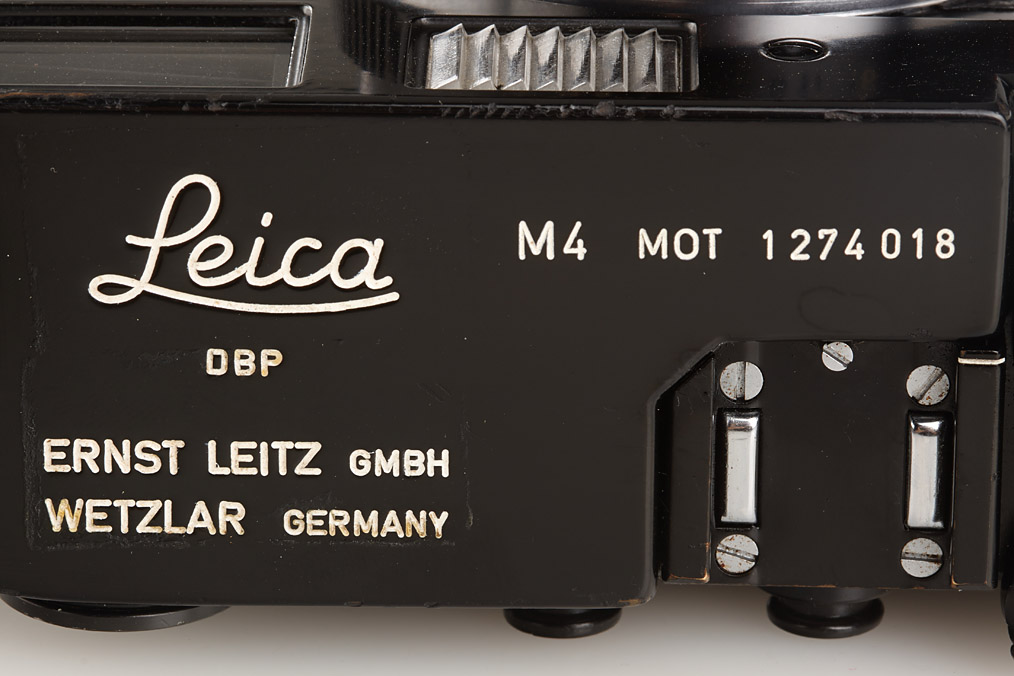 Leica
DBP
ERNST LEITZ GMBH
WETZLAR GERMANY
M4 MOT 1274018